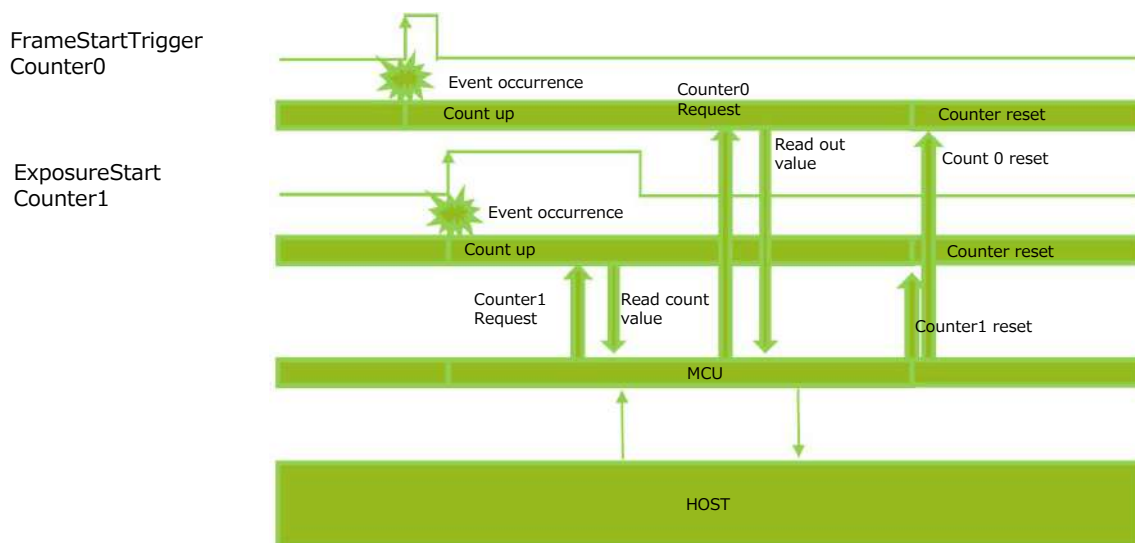 FrameStartTrigger
Counter0
Event occurrence
Counter0
Request
Count up
Counter reset
Read out
value
Count 0 reset
ExposureStart
Counter1
Event occurrence
Count up
Counter reset
Counter1
Request
Read count
value
Counter1 reset
MCU
HOST